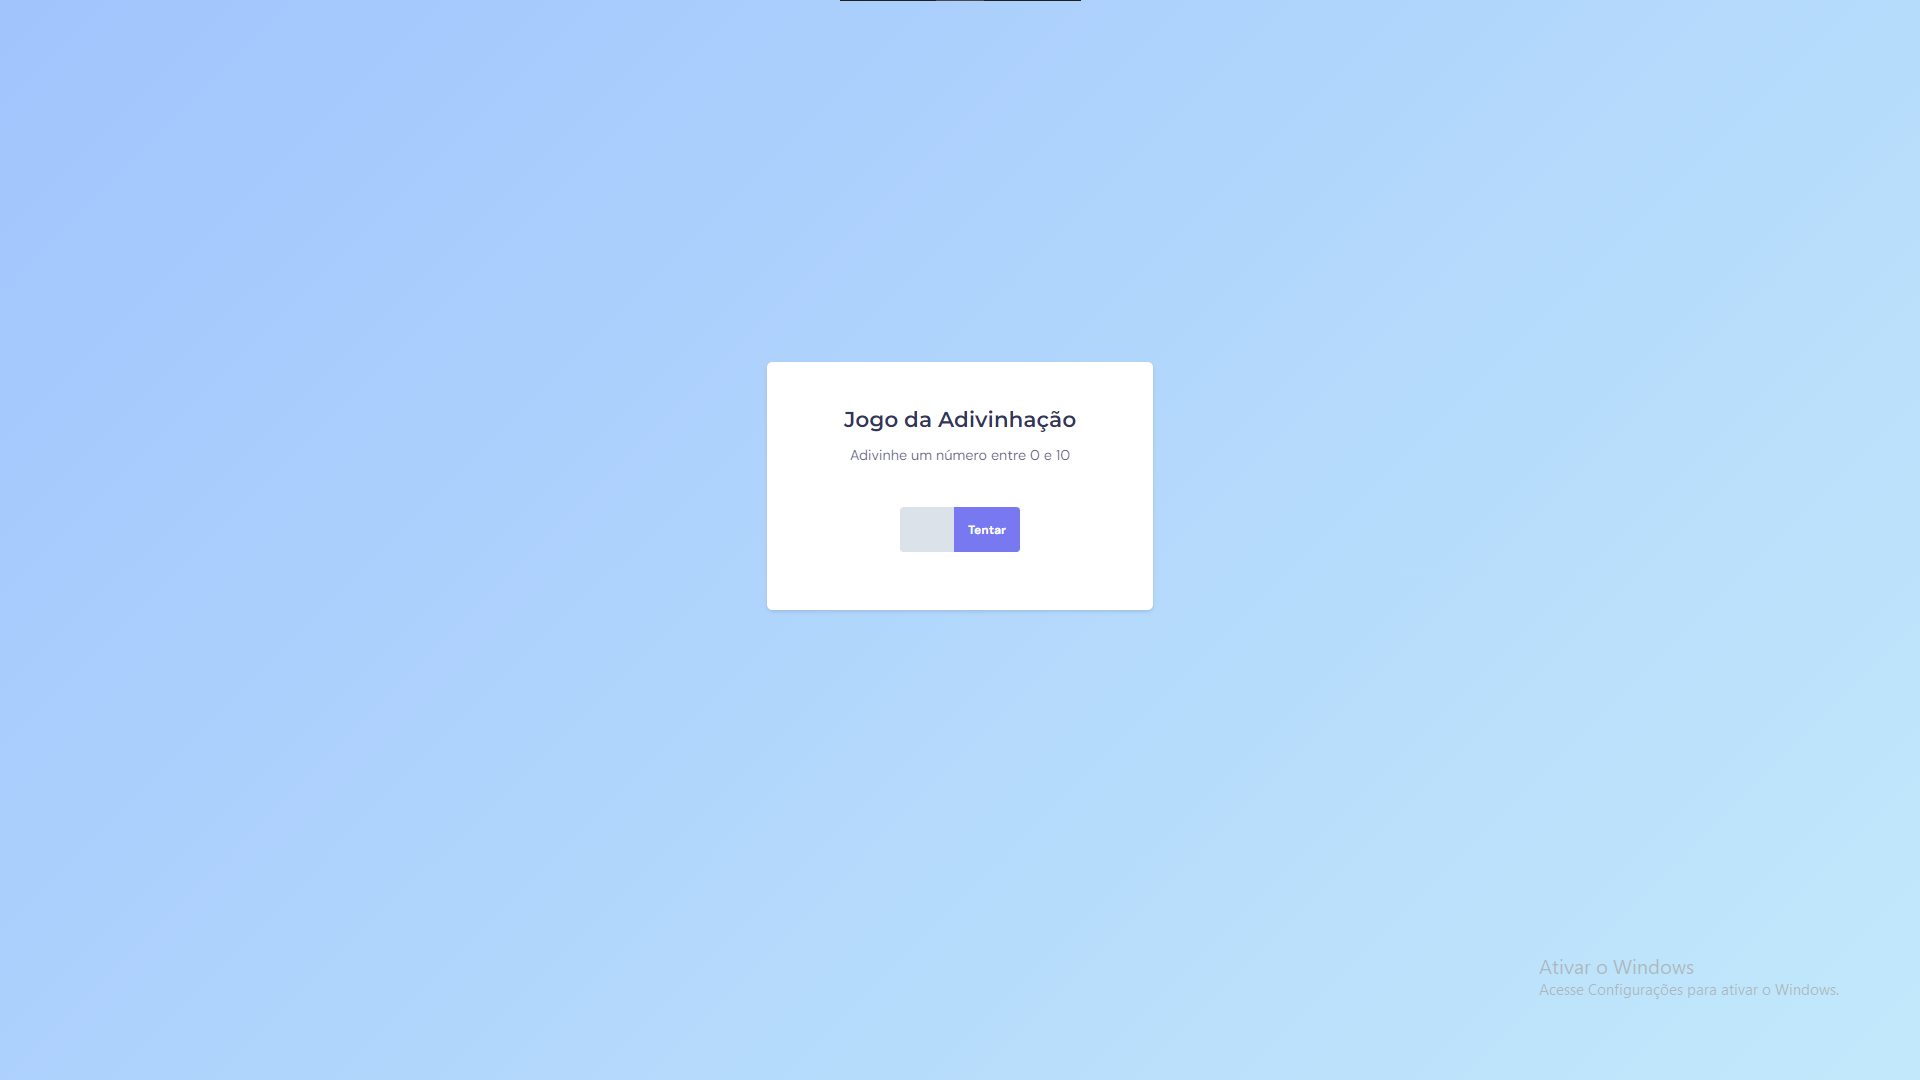 Jogo da Adivinhação
Adivinhe um número entre 0 e 10
Tentar
Ativar o Windows
Acesse Configurações para ativar o Windows.